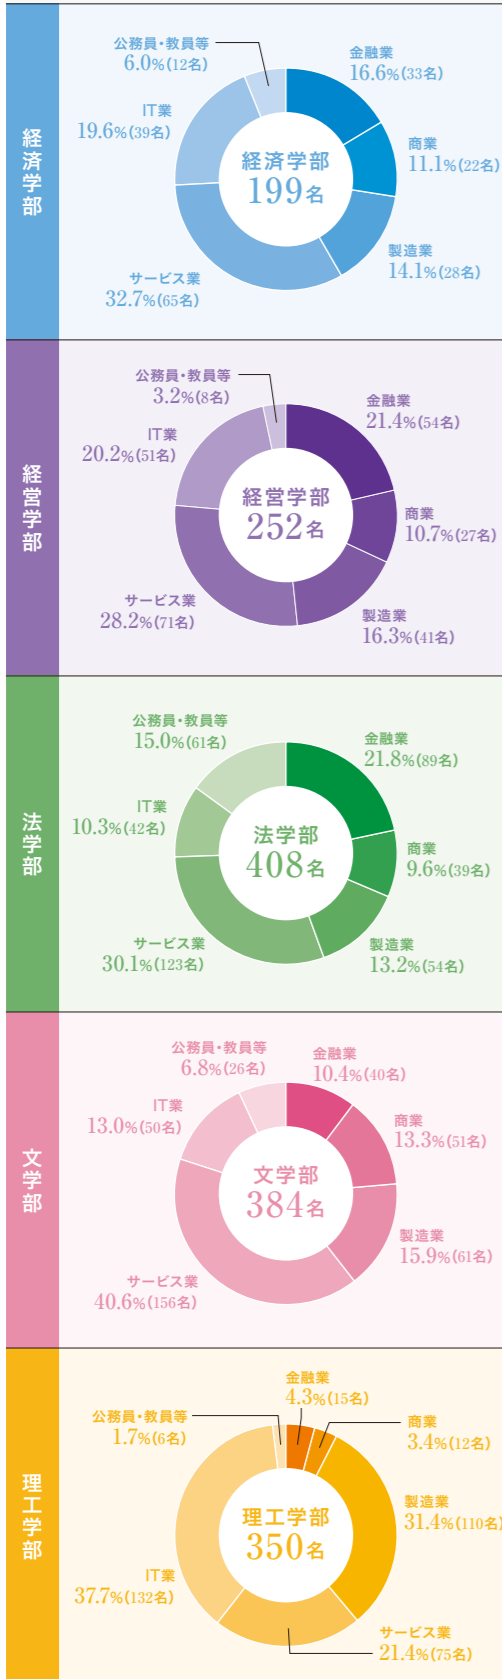 経済学部
公務員・教員等
6.0%(12名)
金融業
16.6%(33名)
IT業
19.6%(39名)
商業
11.1%(22名)
経済学部
199名
製造業
14.1%(28名)
サービス業
32.7%(65名)
経営学部
公務員・教員等
3.2%(8名)
金融業
21.4%(54名)
IT業
20.2%(51名)
商業
10.7%(27名)
経営学部
252名
サービス業
28.2%(71名)
製造業
16.3%(41名)
法学部
公務員・教員等
15.0%(61名)
金融業
21.8%(89名)
IT業
10.3%(42名)
商業
9.6%(39名)
法学部
408名
サービス業
30.1%(123名)
製造業
13.2%(54名)
文学部
公務員・教員等
6.8%(26名)
金融業
10.4%(40名)
IT業
13.0%(50名)
商業
13.3%(51名)
文学部
384名
製造業
15.9%(61名)
サービス業
40.6%(156名)
理工学部
金融業
4.3%(15名)
公務員・教員等
1.7%(6名)
商業
3.4%(12名)
製造業
31.4%(110名)
理工学部
350名
IT業
37.7%(132名)
サービス業
21.4%(75名)